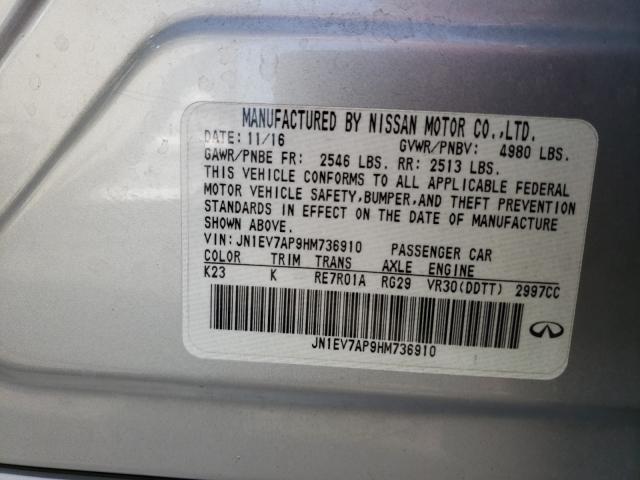 MANUFACTURED BY NISSAN MOTOR CO.,LTD.
DATE: 11/16 GVWR/PNBV: 4980 LBS.
GAWR/PNBE FR: 2546 LBS. RR: 2513 LBS.
THIS VEHICLE CONFORMS TO ALL APPLICABLE FEDERAL
MOTOR VEHICLE SAFETY,BUMPER,AND THEFT PREVENTION
STANDARDS IN EFFECT ON THE DATE OF MANUFACTURE
SHOWN ABOVE.
VIN: JN1EV7AP9HM736910 PASSENGER CAR
COLOR TRIM TRANS AXLE ENGINE
K23 K RE7R01A RG29 VR30(DDTT) 2997CC
JN1EV7AP9HM736910